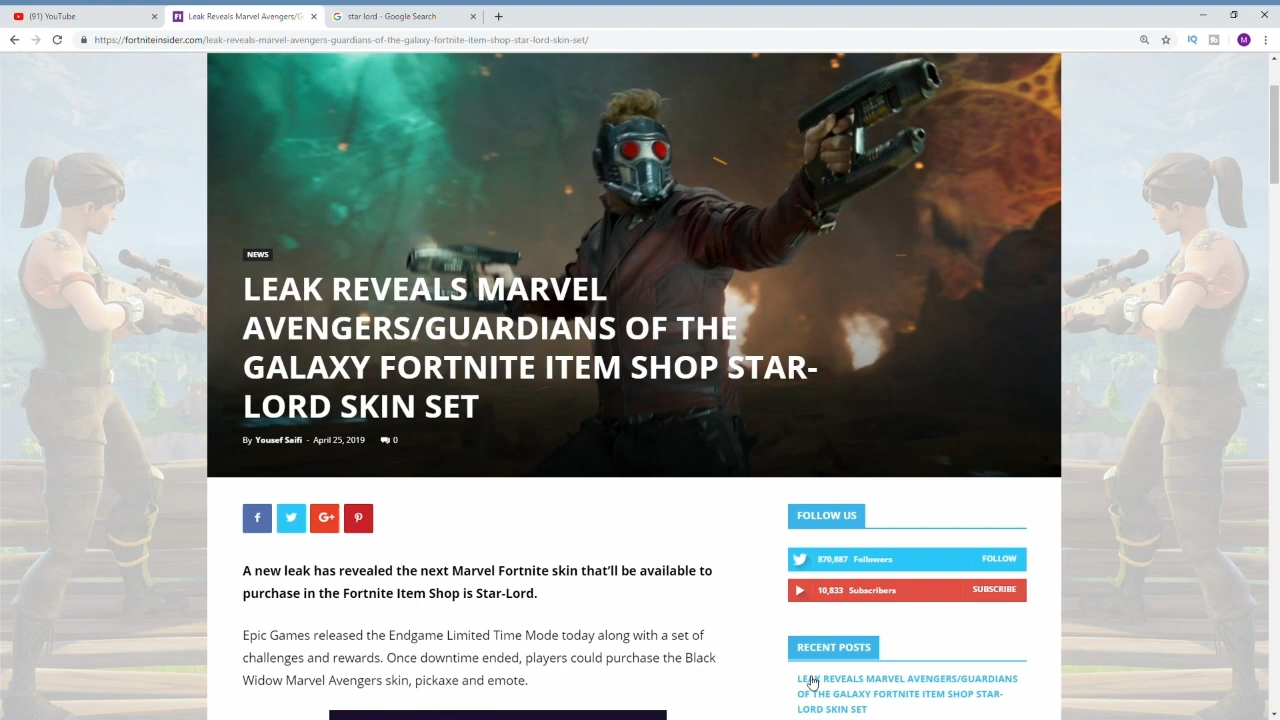 (91) YouTube
Leak Reveals Marvel Avengers/G
star lord - Google Search
https://fortniteinsider.com/leak-reveals-marvel-avengers-guardians-of-the-galaxy-fortnite-item-shop-star-lord-skin-set/
IQ
M
NEWS
LEAK REVEALS MARVEL
AVENGERS/GUARDIANS OF THE
GALAXY FORTNITE ITEM SHOP STAR-
LORD SKIN SET
By Yousef Saifi - April 25, 2019 0
A new leak has revealed the next Marvel Fortnite skin that'll be available to
purchase in the Fortnite Item Shop is Star-Lord.
Epic Games released the Endgame Limited Time Mode today along with a set of
challenges and rewards. Once downtime ended, players could purchase the Black
Widow Marvel Avengers skin, pickaxe and emote.
FOLLOW US
870,887 Followers FOLLOW
10,833 Subscribers SUBSCRIBE
RECENT POSTS
LEAK REVEALS MARVEL AVENGERS/GUARDIANS
OF THE GALAXY FORTNITE ITEM SHOP STAR-
LORD SKIN SET